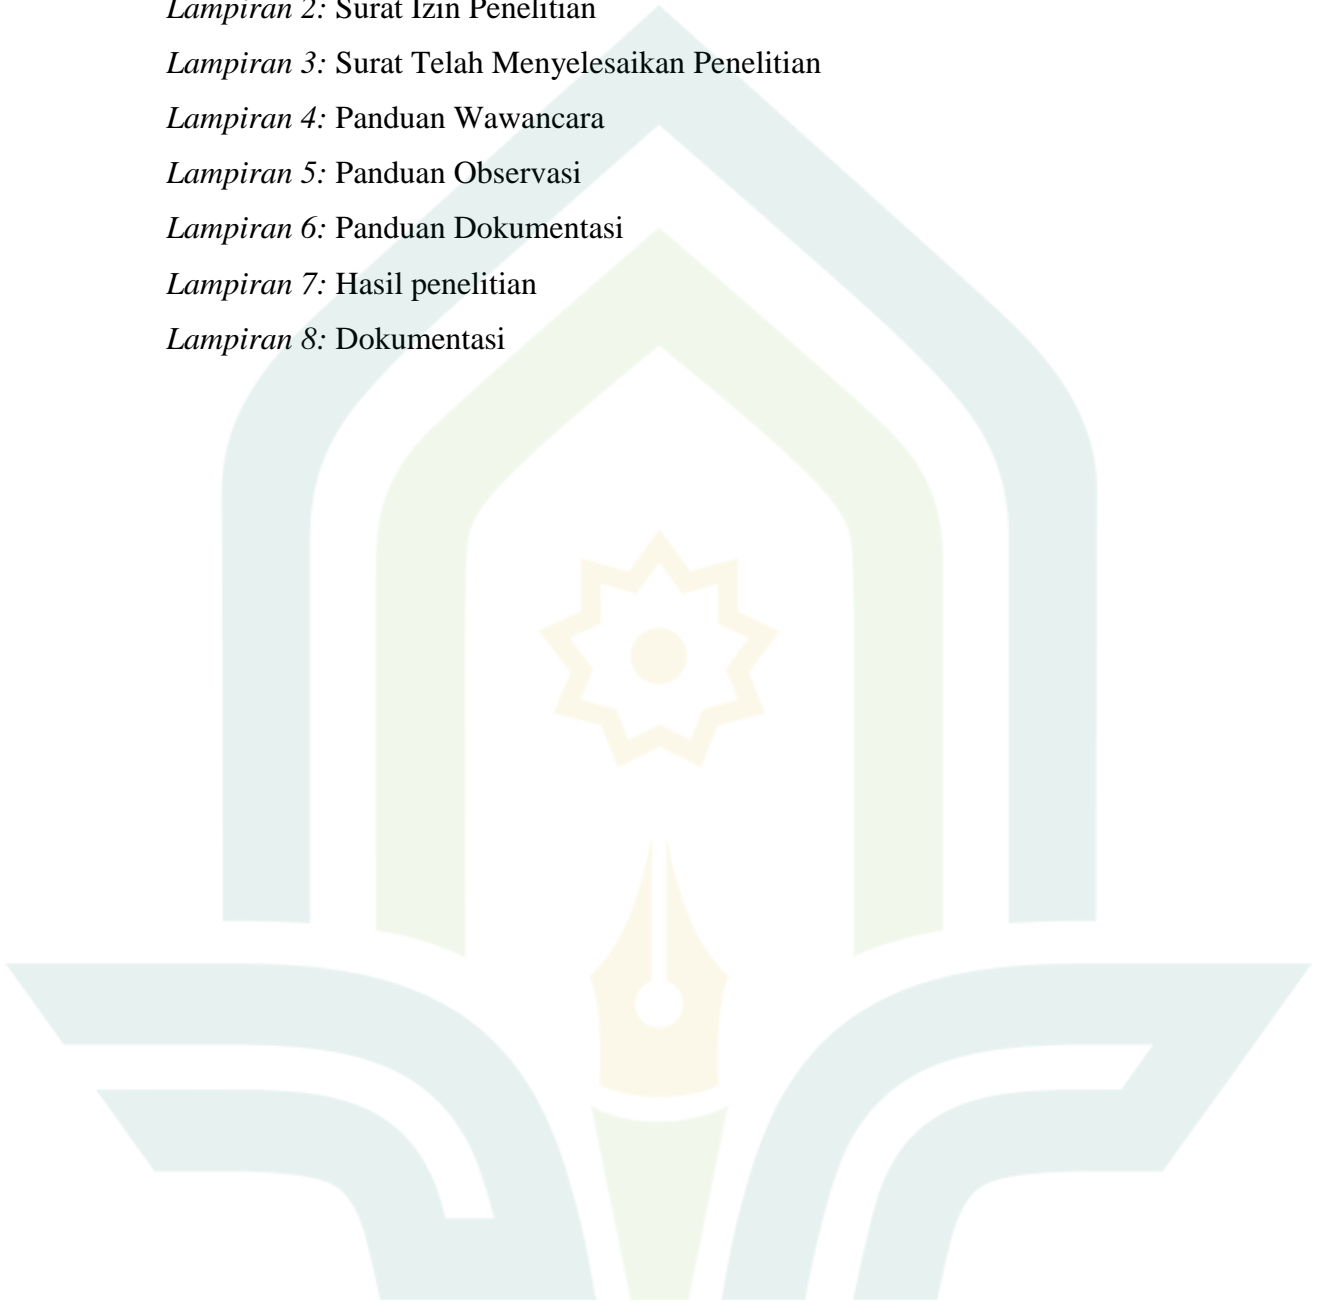 Lampiran 2: Surat Izin Penelitian
Lampiran 3: Surat Telah Menyelesaikan Penelitian
Lampiran 4: Panduan Wawancara
Lampiran 5: Panduan Observasi
Lampiran 6: Panduan Dokumentasi
Lampiran 7: Hasil penelitian
Lampiran 8: Dokumentasi